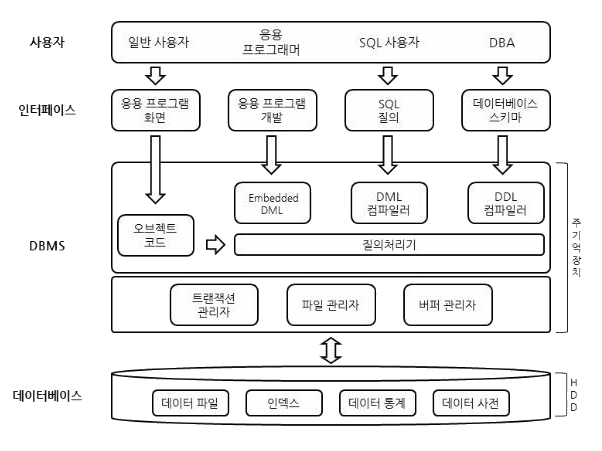 사용자
일반 사용자
응용
프로그래머
SQL 사용자
DBA
인터페이스
응용 프로그램
화면
응용 프로그램
개발
SQL
질의
데이터베이스
스키마
DBMS
오브젝트
코드
Embedded
DML
DML
컴파일러
DDL
컴파일러
질의처리기
트랜잭션
관리자
파일 관리자
버퍼 관리자
주기억장치
데이터베이스
데이터 파일
인덱스
데이터 통계
데이터 사전
HDD